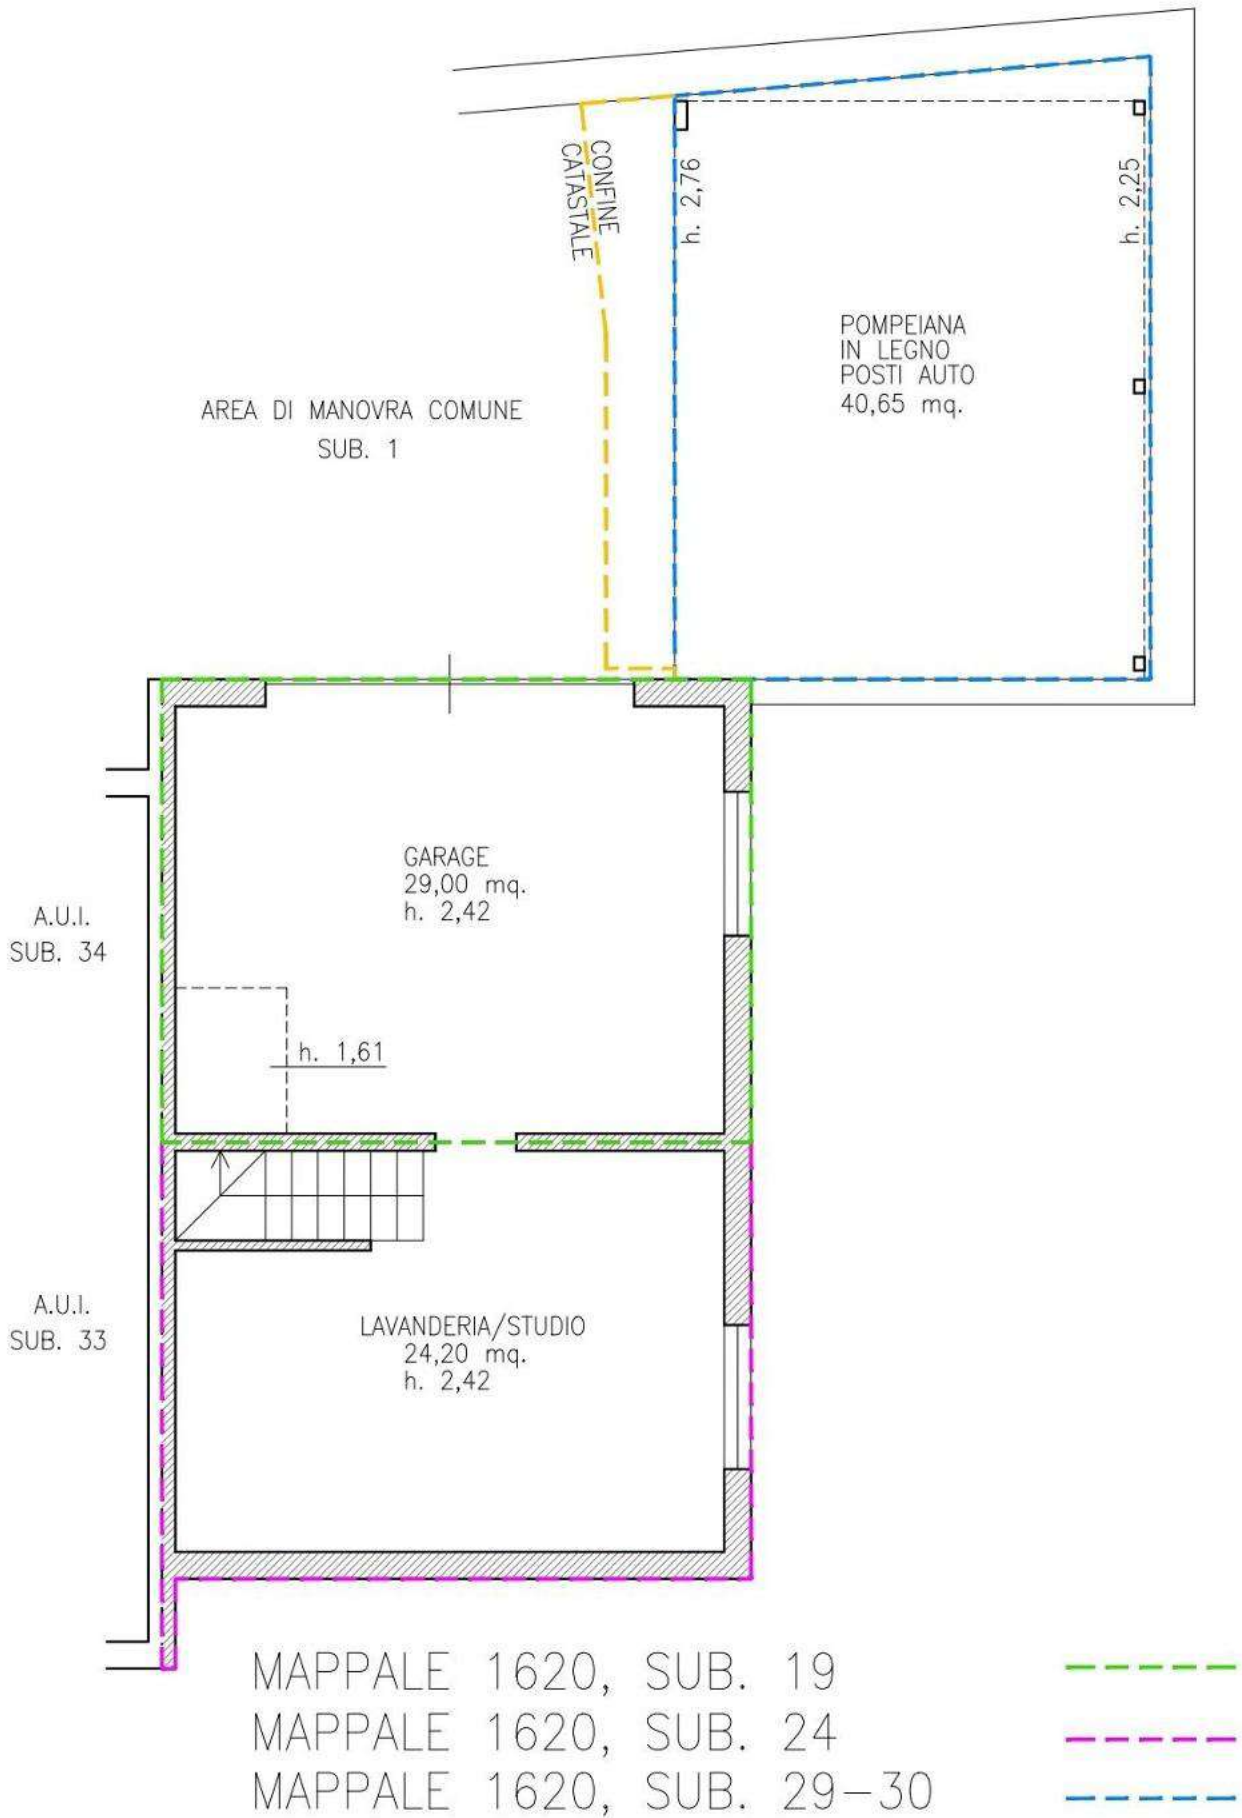 CONFINE
CATASTALE
h. 2,76
h. 2,25
POMPEIANA
IN LEGNO
POSTI AUTO
40,65 mq.
AREA DI MANOVRA COMUNE
SUB. 1
GARAGE
29,00 mq.
h. 2,42
A.U.I.
SUB. 34
h. 1,61
A.U.I.
SUB. 33
LAVANDERIA/STUDIO
24,20 mq.
h. 2,42
MAPPALE 1620, SUB. 19
MAPPALE 1620, SUB. 24
MAPPALE 1620, SUB. 29-30